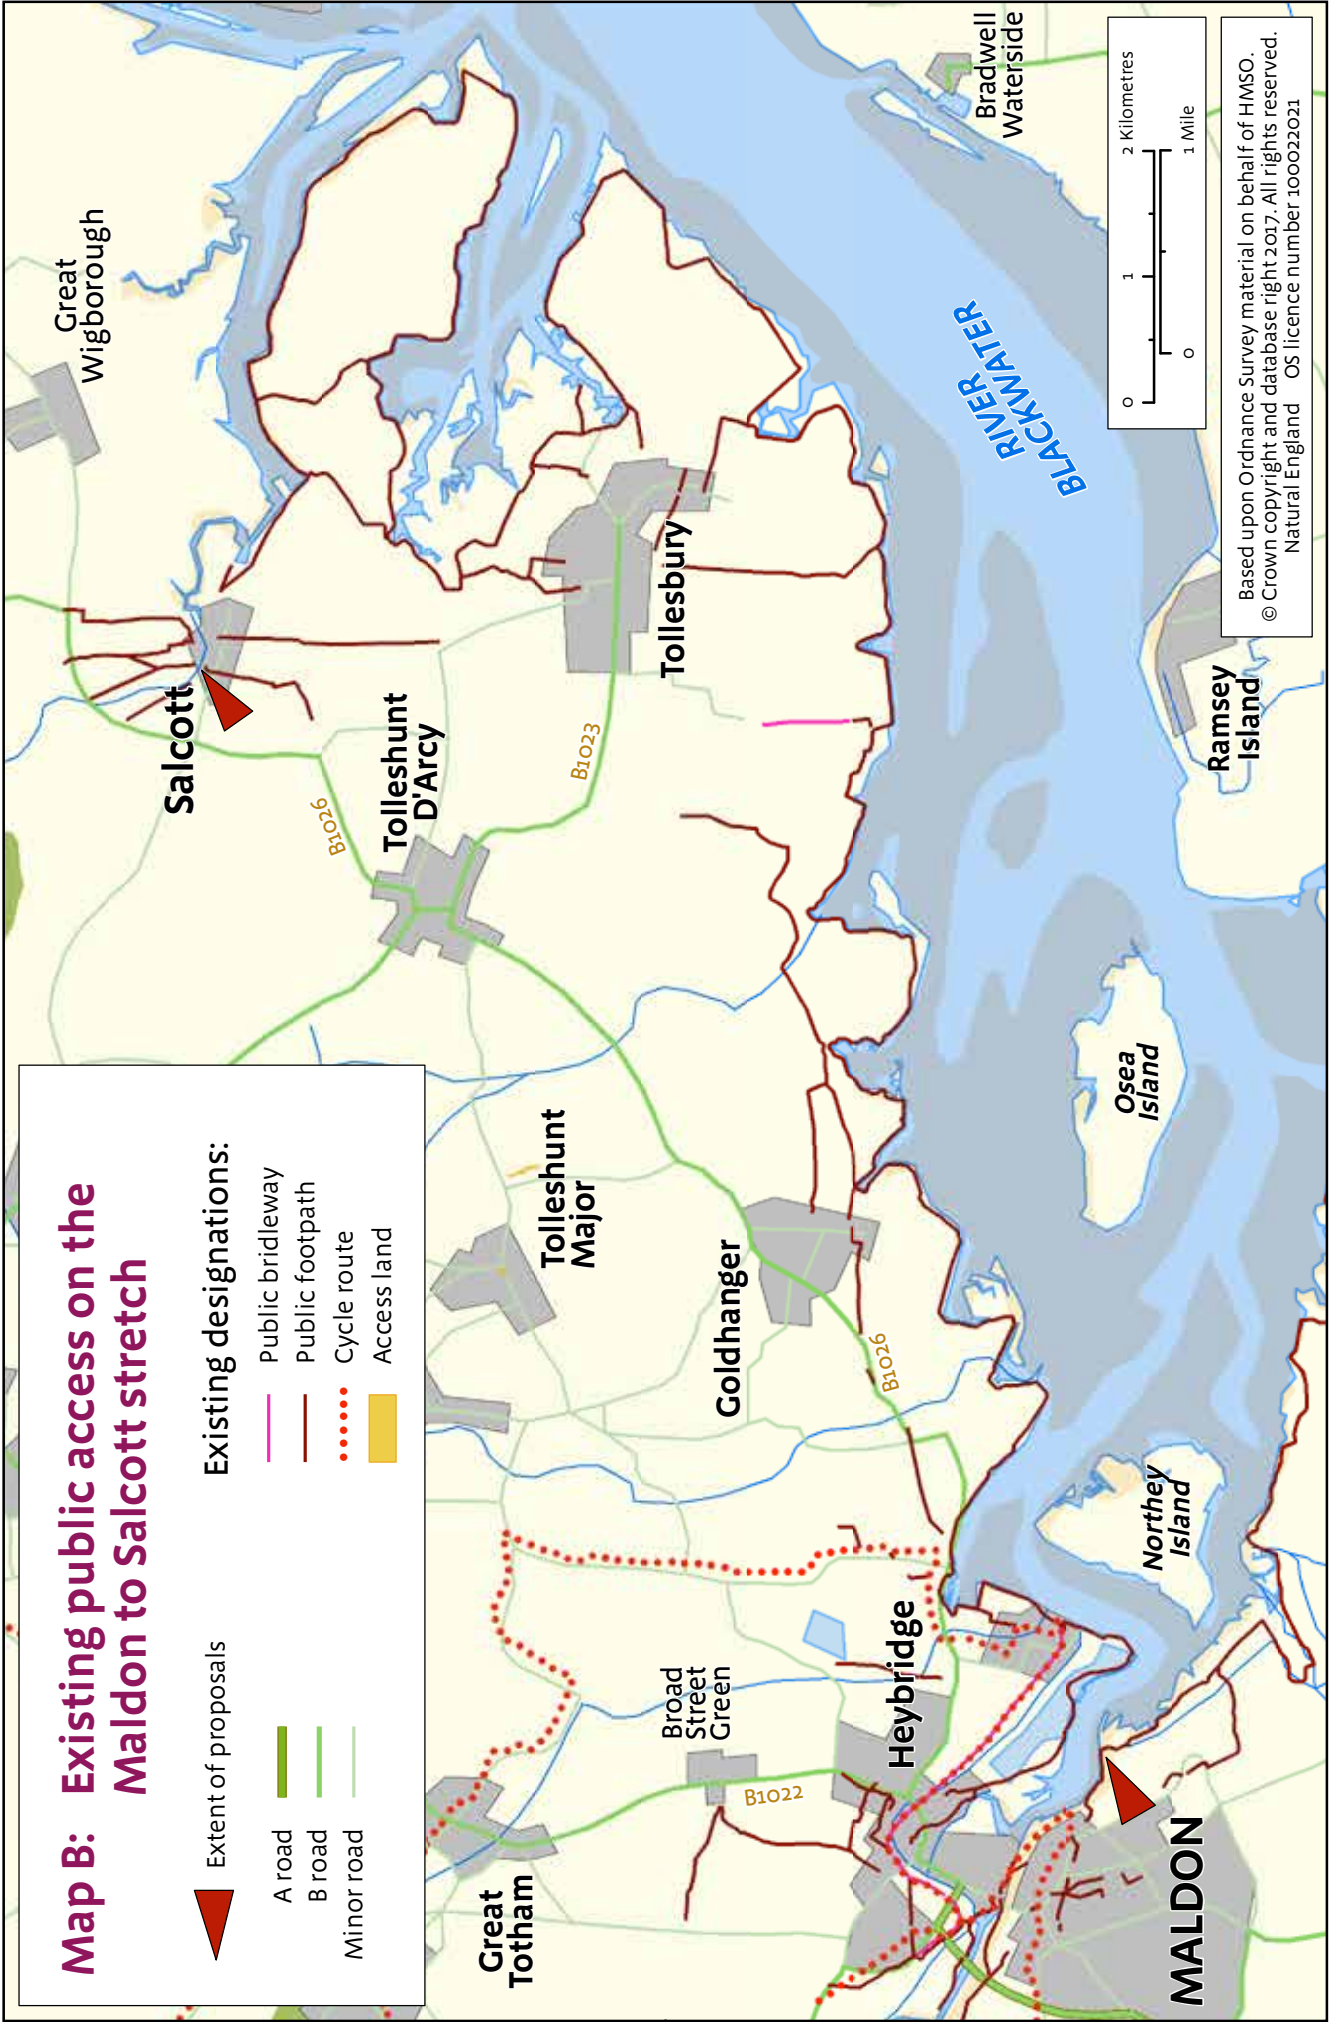 Map B: Existing public access on the
Maldon to Salcott stretch
Extent of proposals
A road
B road
Minor road
Existing designations:
Public bridleway
Public footpath
Cycle route
Access land
Great
Wigborough
Salcott
B1026
Tolleshunt
D'Arcy
B1023
Tollesbury
Bradwell
Waterside
RIVER
BLACKWATER
Tolleshunt
Major
Goldhanger
B1026
Osea
Island
Ramsey
Island
Northey
Island
Great
Totham
Broad
Street
Green
B1022
Heybridge
MALDON
0 1 2 Kilometres
0 1 Mile
Based upon Ordnance Survey material on behalf of HMSO.
© Crown copyright and database right 2017. All rights reserved.
Natural England OS licence number 100022021